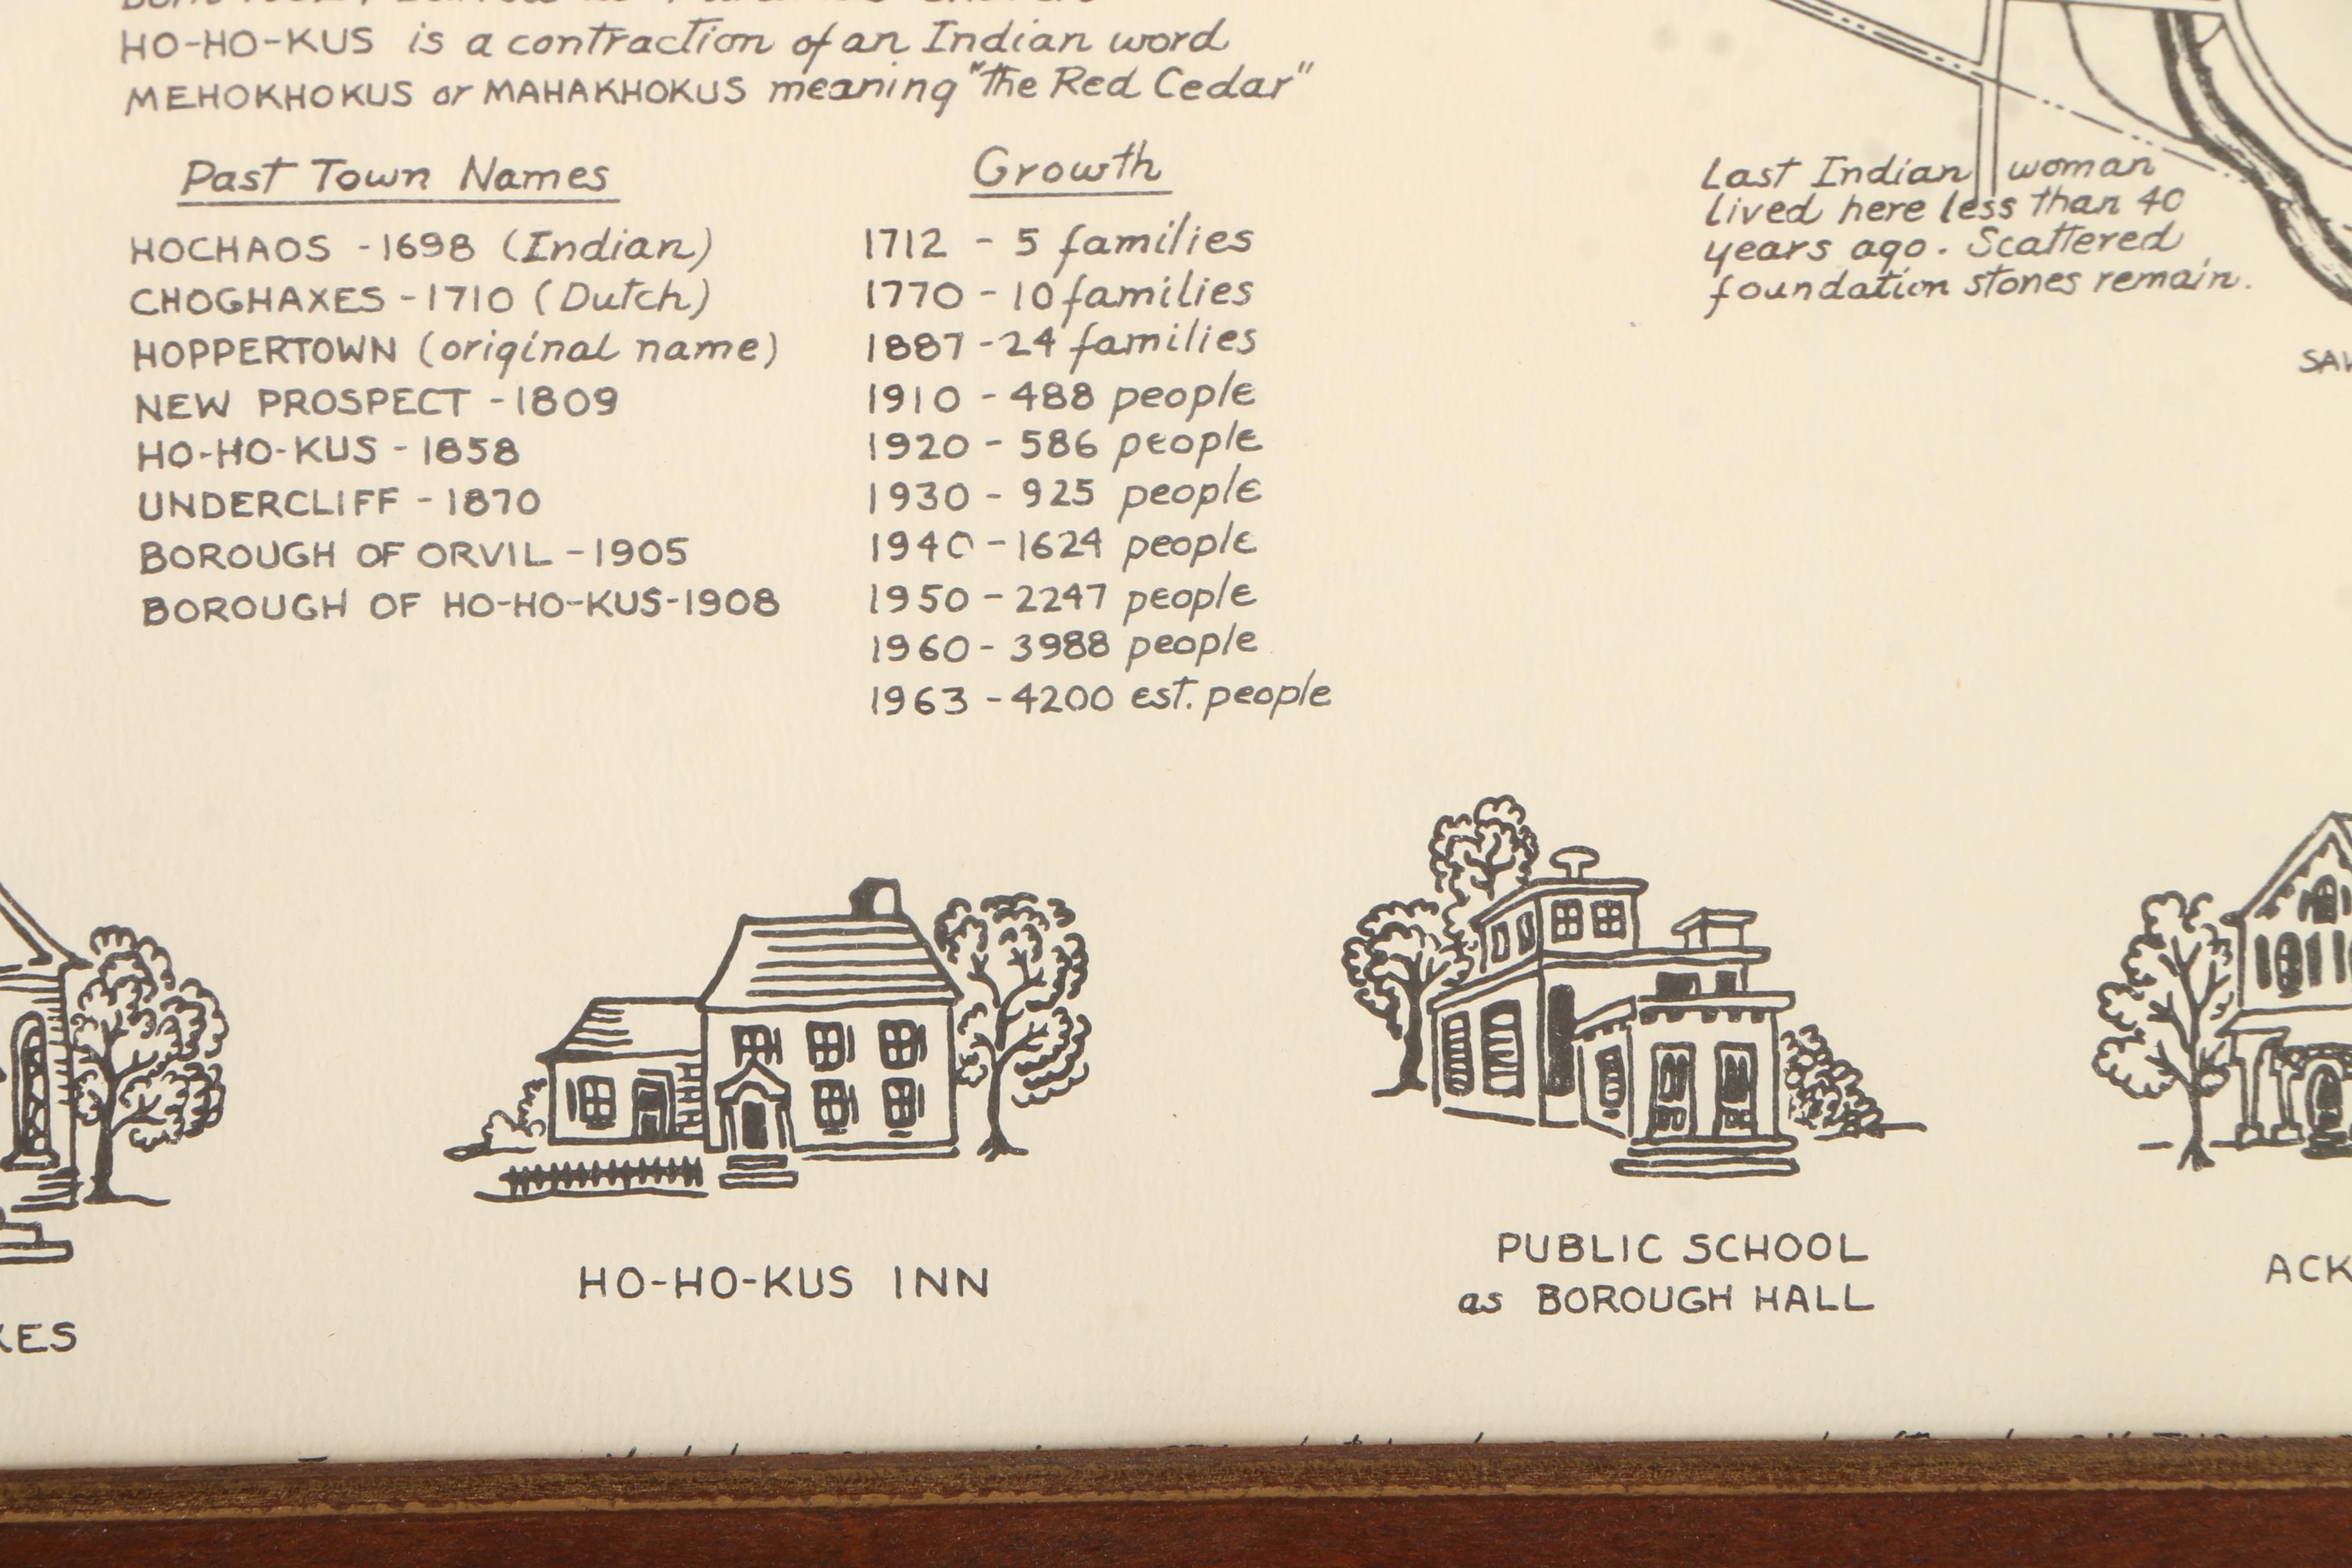 HO-HO-KUS is a contraction of an Indian word
MEHOKHOKUS or MAHAKHOKUS meaning "the Red Cedar"
Past Town Names
HOCHAOS - 1698 (Indian)
CHOGHAXES - 1710 (Dutch)
HOPPERTOWN (original name)
NEW PROSPECT - 1809
HO-HO-KUS - 1858
UNDERCLIFF - 1870
BOROUGH OF ORVIL - 1905
BOROUGH OF HO-HO-KUS-1908
Growth
1712 - 5 families
1770 - 10 families
1887 - 24 families
1910 - 488 people
1920 - 586 people
1930 - 925 people
1940 - 1624 people
1950 - 2247 people
1960 - 3988 people
1963 - 4200 est. people
Last Indian woman
lived here less than 40
years ago. Scattered
foundation stones remain.
HO-HO-KUS INN
PUBLIC SCHOOL
as BOROUGH HALL